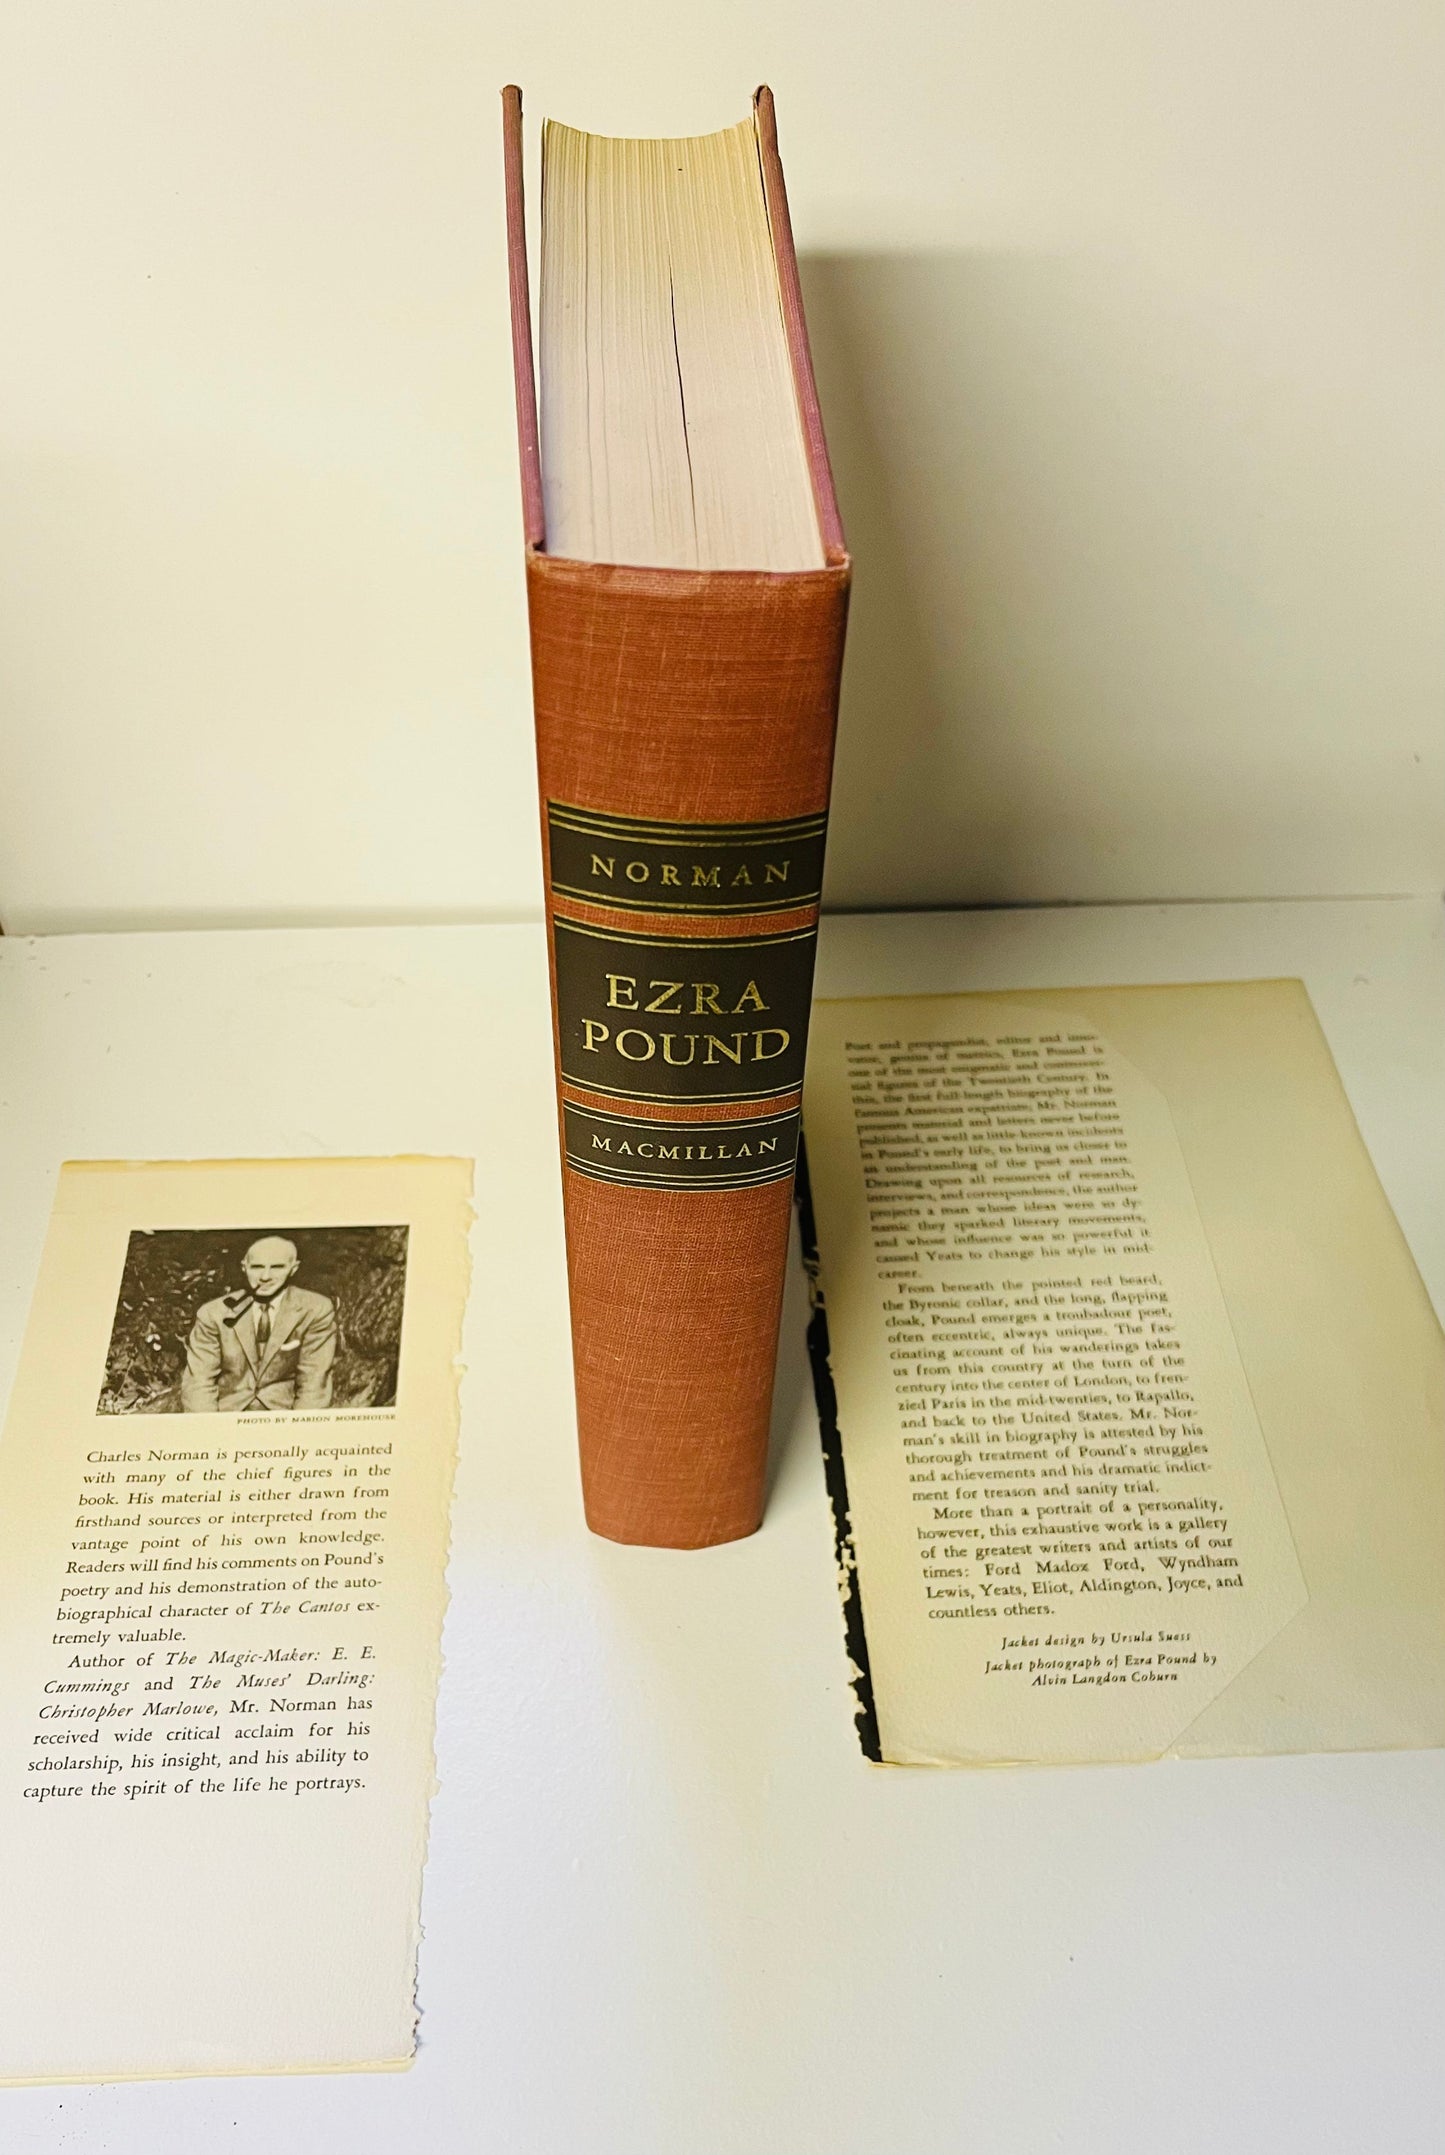 NORMAN
EZRA
POUND
MACMILLAN
PHOTO BY MARION MOREHOUSE
Charles Norman is personally acquainted
with many of the chief figures in the
book. His material is either drawn from
firsthand sources or interpreted from the
vantage point of his own knowledge.
Readers will find his comments on Pound's
poetry and his demonstration of the auto-
biographical character of The Cantos ex-
tremely valuable.
Author of The Magic-Maker: E. E.
Cummings and The Muses' Darling:
Christopher Marlowe, Mr. Norman has
received wide critical acclaim for his
scholarship, his insight, and his ability to
capture the spirit of the life he portrays.
Poet and propagandist, editor and inno-
vator, genius of metrics, Ezra Pound is
one of the most enigmatic and controver-
sial figures of the Twentieth Century. In
this, the first full-length biography of the
famous American expatriate, Mr. Norman
presents material and letters never before
published, as well as little-known incidents
in Pound's early life, to bring us closer to
an understanding of the poet and man.
Drawing upon all resources of research,
interviews, and correspondence, the author
projects a man whose ideas were so dy-
namic they sparked literary movements,
and whose influence was so powerful it
caused Yeats to change his style in mid-
career.
From beneath the pointed red beard,
the Byronic collar, and the long, flapping
cloak, Pound emerges a troubadour poet,
often eccentric, always unique. The fas-
cinating account of his wanderings takes
us from this country at the turn of the
century into the center of London, to fren-
zied Paris in the mid-twenties, to Rapallo,
and back to the United States. Mr. Nor-
man's skill in biography is attested by his
thorough treatment of Pound's struggles
and achievements and his dramatic indict-
ment for treason and sanity trial.
More than a portrait of a personality,
however, this exhaustive work is a gallery
of the greatest writers and artists of our
times: Ford Madox Ford, Wyndham
Lewis, Yeats, Eliot, Aldington, Joyce, and
countless others.
Jacket design by Ursula Suess
Jacket photograph of Ezra Pound by
Alvin Langdon Coburn